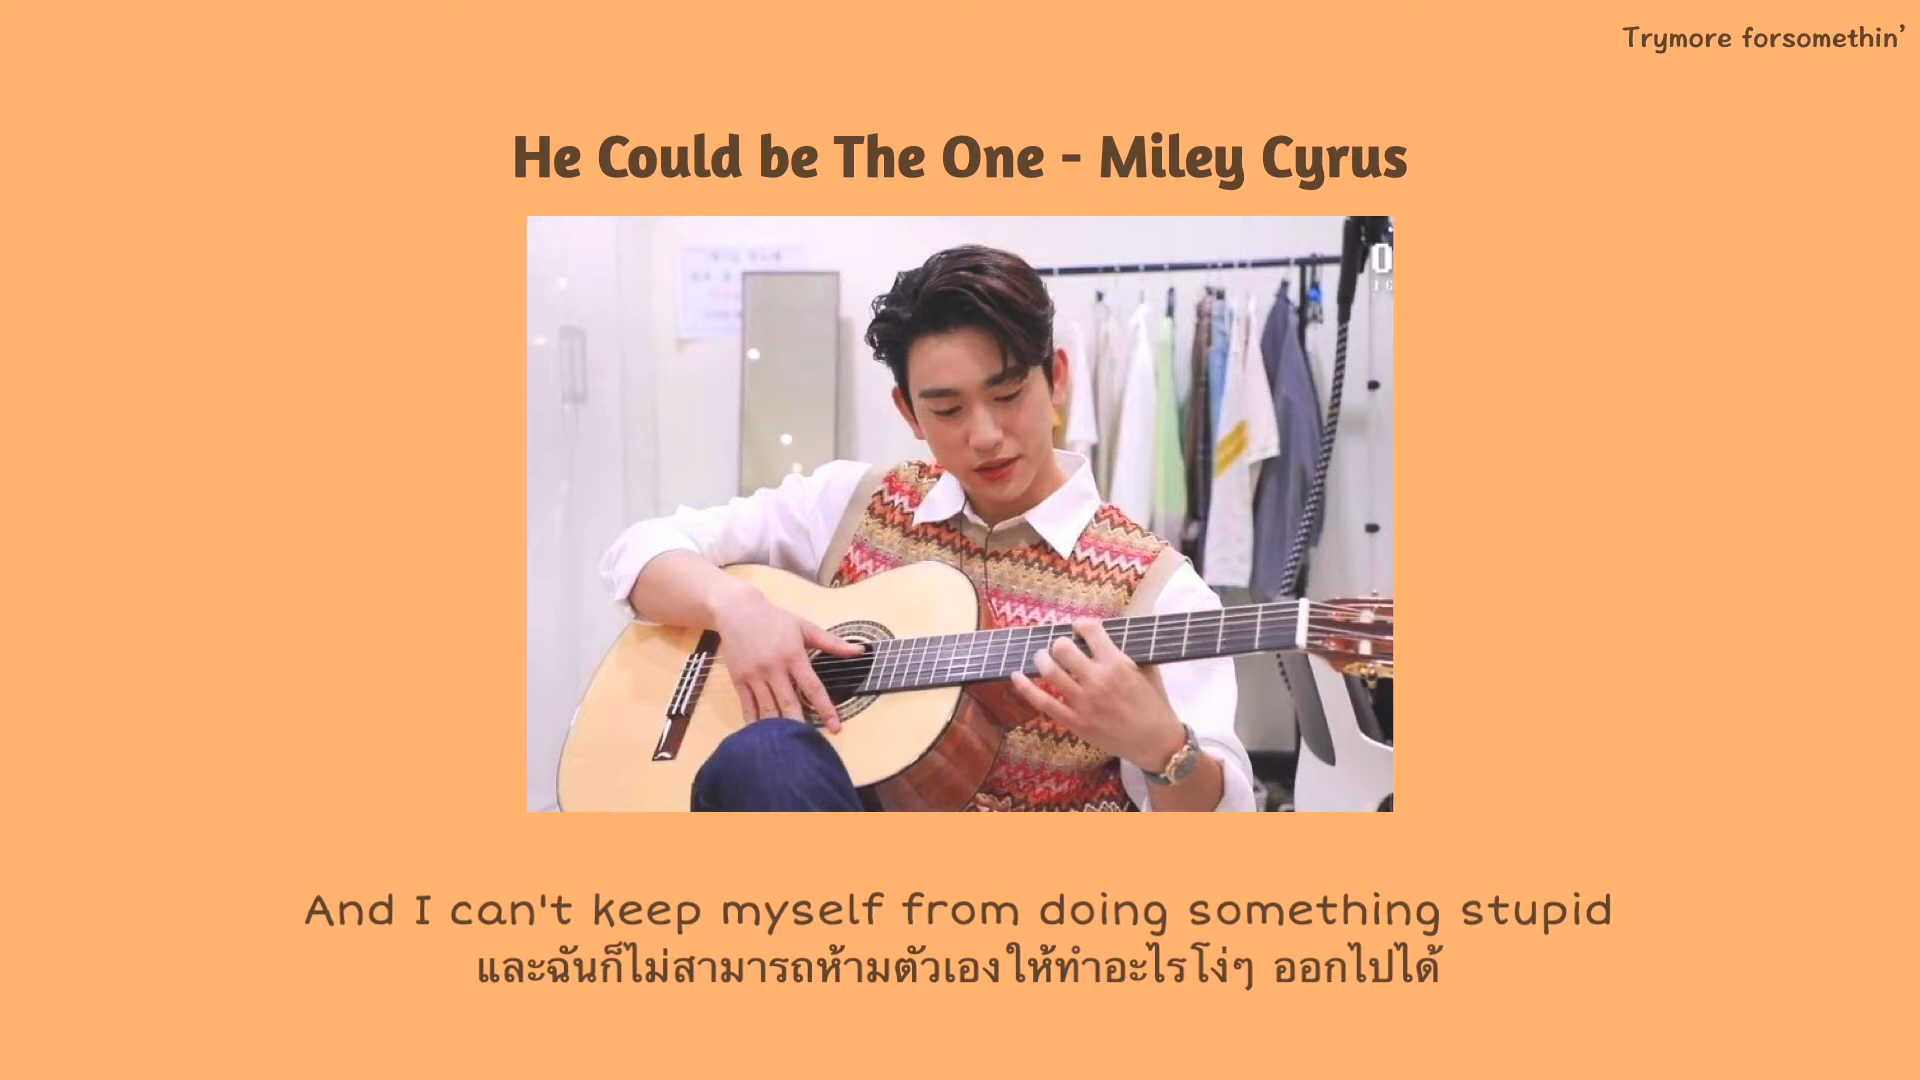 Trymore forsomethin’
He Could be The One - Miley Cyrus
And I can't keep myself from doing something stupid
และฉันก็ไม่สามารถห้ามตัวเองให้ทำอะไรโง่ๆ ออกไปได้